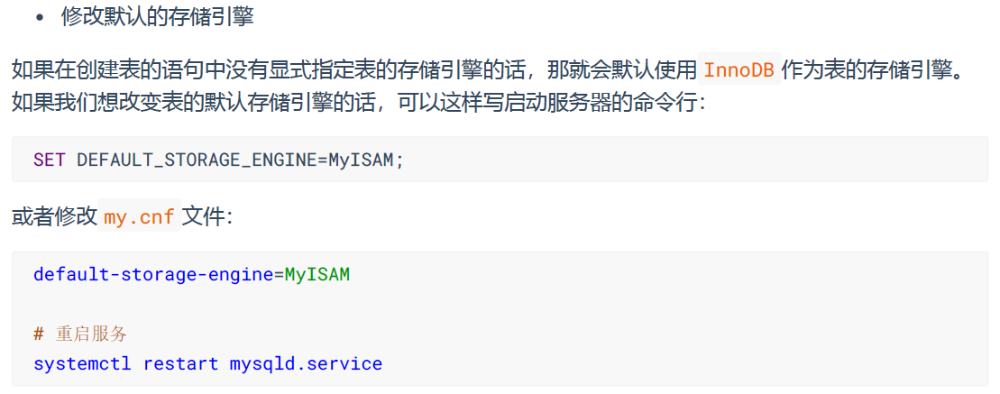 • 修改默认的存储引擎
如果在创建表的语句中没有显式指定表的存储引擎的话，那就会默认使用 InnoDB 作为表的存储引擎。
如果我们想改变表的默认存储引擎的话，可以这样写启动服务器的命令行：
SET DEFAULT_STORAGE_ENGINE=MyISAM;
或者修改 my.cnf 文件：
default-storage-engine=MyISAM
# 重启服务
systemctl restart mysqld.service